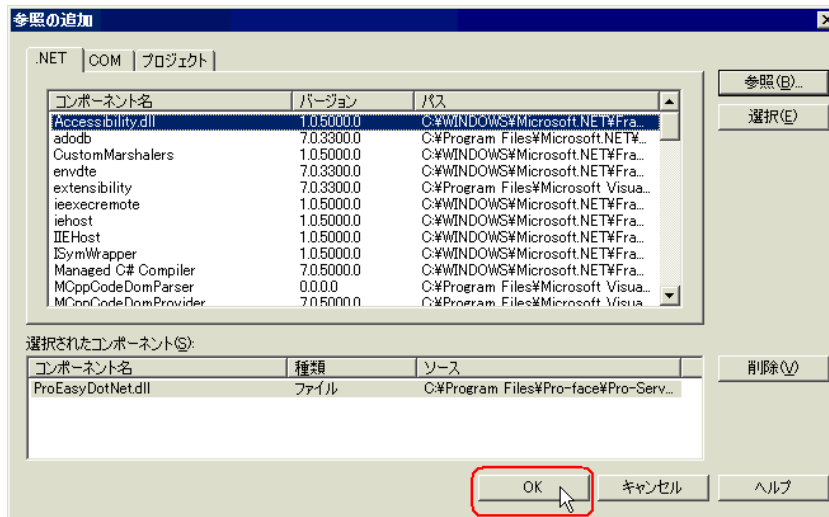 参照の追加
.NET COM プロジェクト
参照(B)...
選択(E)
コンポーネント名 バージョン パス
Accessibility.dll 1.0.5000.0 C:¥WINDOWS¥Microsoft.NET¥Fra...
adodb 7.0.3300.0 C:¥Program Files¥Microsoft.NET¥...
CustomMarshalers 1.0.5000.0 C:¥WINDOWS¥Microsoft.NET¥Fra...
envdte 7.0.3300.0 C:¥WINDOWS¥Microsoft.NET¥Fra...
extensibility 7.0.3300.0 C:¥Program Files¥Microsoft Visua...
ieexecremote 1.0.5000.0 C:¥WINDOWS¥Microsoft.NET¥Fra...
iehost 1.0.5000.0 C:¥WINDOWS¥Microsoft.NET¥Fra...
IIEHost 1.0.5000.0 C:¥WINDOWS¥Microsoft.NET¥Fra...
ISymWrapper 1.0.5000.0 C:¥WINDOWS¥Microsoft.NET¥Fra...
Managed C# Compiler 7.0.5000.0 C:¥WINDOWS¥Microsoft.NET¥Fra...
MCppCodeDomParser 0.0.0.0 C:¥Program Files¥Microsoft Visua...
MCppCodeDomProvider 7.0.5000.0 C:¥Program Files¥Microsoft Visua...
選択されたコンポーネント(S):
コンポーネント名 種類 ソース
ProEasyDotNet.dll ファイル C:¥Program Files¥Pro-face¥Pro-Serv...
削除(V)
OK キャンセル ヘルプ